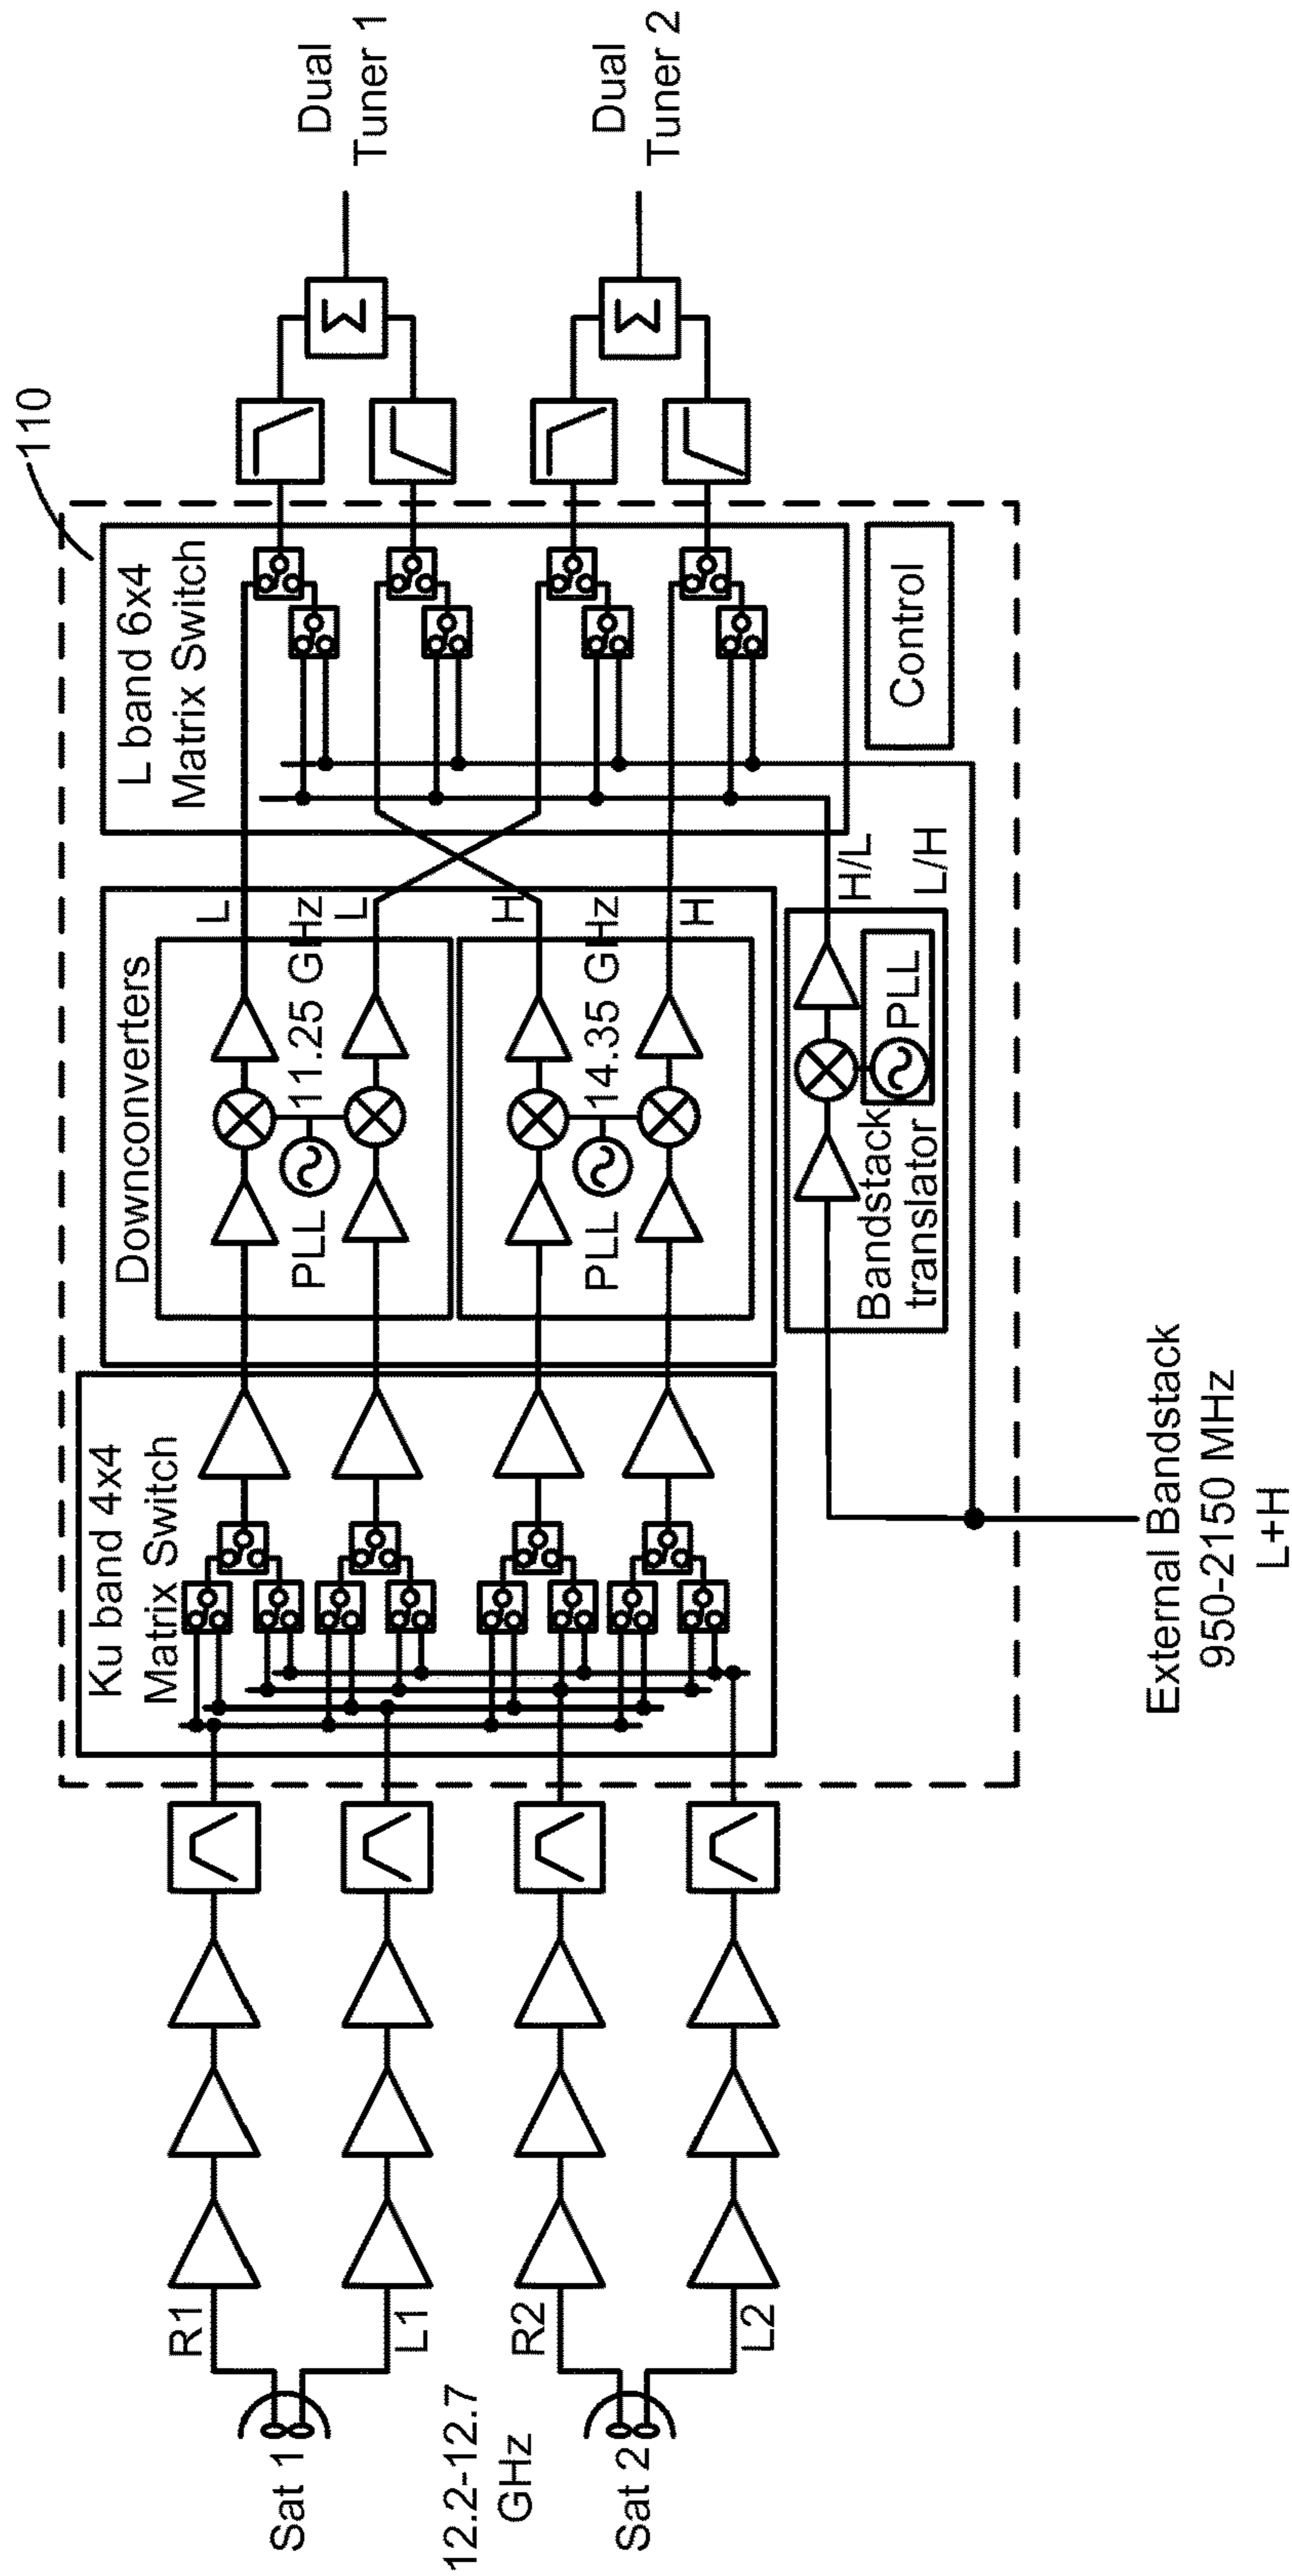 110
Sat 1
R1
L1
12.2-12.7
GHz
Sat 2
R2
L2
Ku band 4x4
Matrix Switch
Downconverters
PLL
11.25 GHz
L
L
PLL
14.35 GHz
H
H
Bandstack
translator
PLL
H/L
L/H
L band 6x4
Matrix Switch
Control
Σ
Dual
Tuner 1
Σ
Dual
Tuner 2
External Bandstack
950-2150 MHz
L+H